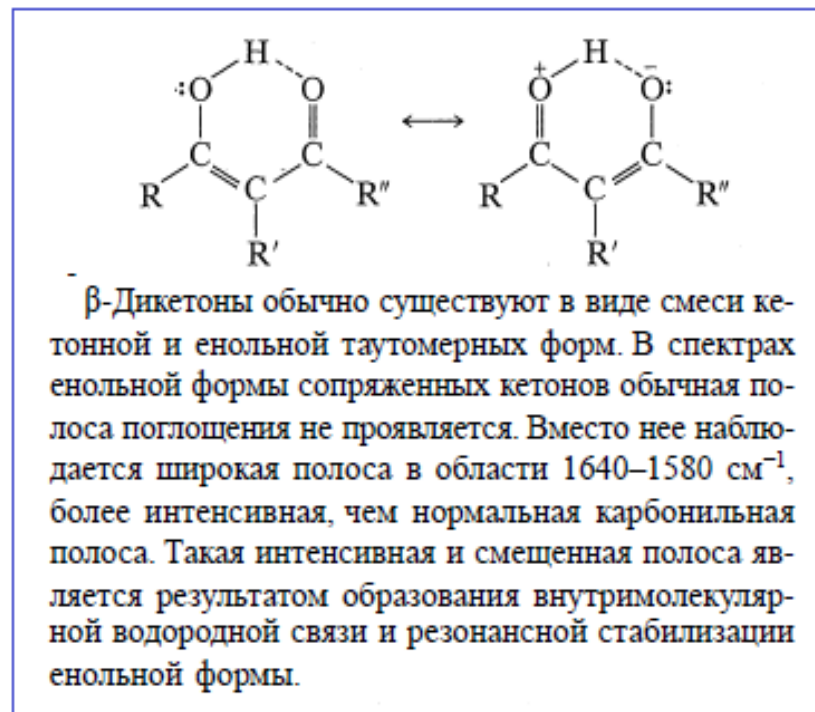 H H
:O O O+ O−:
C C ↔ C C
R C R″ R C R″
R′ R′
β-Дикетоны обычно существуют в виде смеси ке-
тонной и енольной таутомерных форм. В спектрах
енольной формы сопряженных кетонов обычная по-
лоса поглощения не проявляется. Вместо нее наблю-
дается широкая полоса в области 1640–1580 см⁻¹,
более интенсивная, чем нормальная карбонильная
полоса. Такая интенсивная и смещенная полоса яв-
ляется результатом образования внутримолекуляр-
ной водородной связи и резонансной стабилизации
енольной формы.